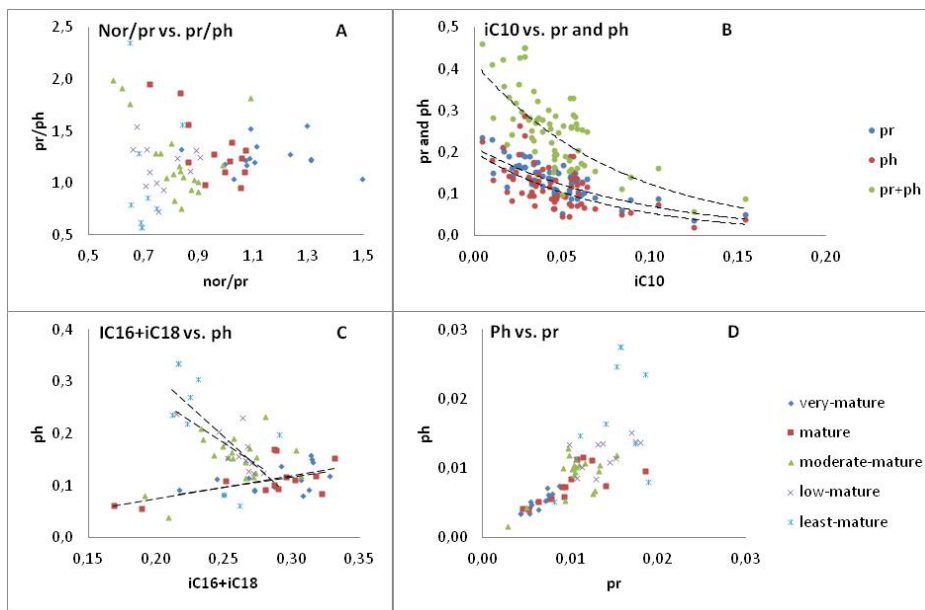 Nor/pr vs. pr/ph
A
2,5
2,0
1,5
1,0
0,5
pr/ph
0,5
0,7
0,9
1,1
1,3
1,5
nor/pr
iC10 vs. pr and ph
B
0,5
0,4
0,3
0,2
0,1
0,0
pr and ph
0,00
0,05
0,10
0,15
0,20
iC10
pr
ph
pr+ph
IC16+iC18 vs. ph
C
0,4
0,3
0,2
0,1
0,0
ph
0,15
0,20
0,25
0,30
0,35
iC16+iC18
Ph vs. pr
D
0,03
0,02
0,01
0,00
ph
0,00
0,01
0,02
0,03
pr
very-mature
mature
moderate-mature
low-mature
least-mature